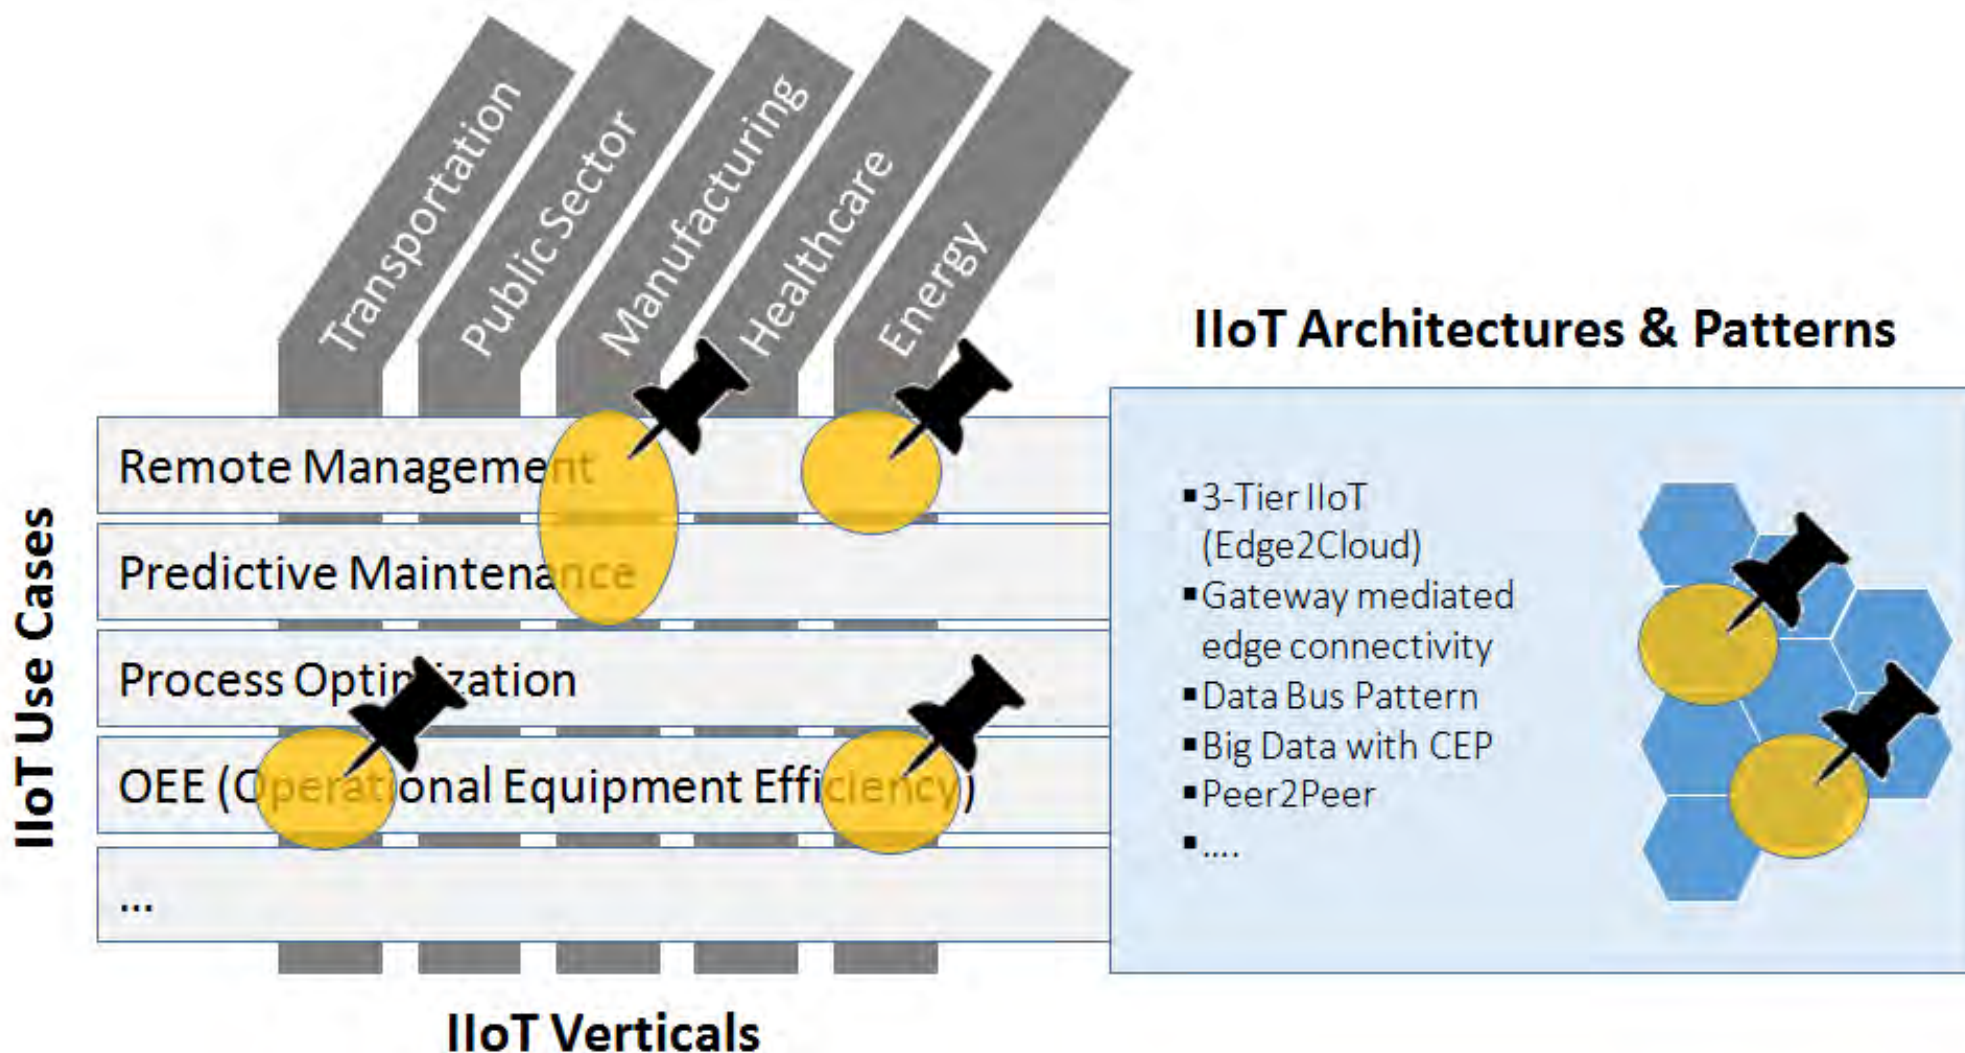 Transportation
Public Sector
Manufacturing
Healthcare
Energy
IIoT Use Cases
Remote Management
Predictive Maintenance
Process Optimization
OEE (Operational Equipment Efficiency)
...
IIoT Verticals
IIoT Architectures & Patterns
▪3-Tier IIoT
(Edge2Cloud)
▪Gateway mediated
edge connectivity
▪Data Bus Pattern
▪Big Data with CEP
▪Peer2Peer
▪....